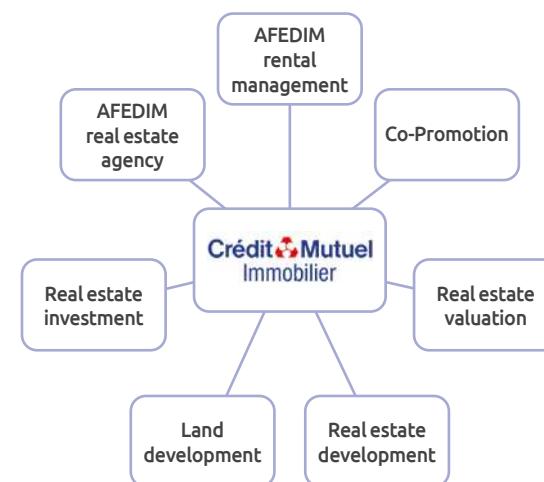 AFEDIM
rental
management
AFEDIM
real estate
agency
Co-Promotion
Crédit Mutuel
Immobilier
Real estate
investment
Real estate
valuation
Land
development
Real estate
development